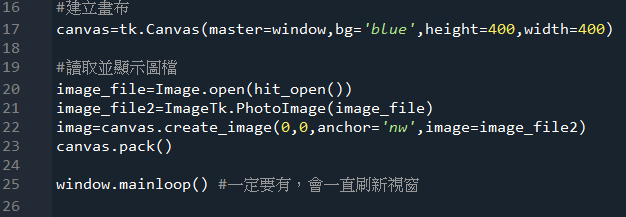 16 #建立畫布
17 canvas=tk.Canvas(master=window,bg='blue',height=400,width=400)
18
19 #讀取並顯示圖檔
20 image_file=Image.open(hit_open())
21 image_file2=ImageTk.PhotoImage(image_file)
22 imag=canvas.create_image(0,0,anchor='nw',image=image_file2)
23 canvas.pack()
24
25 window.mainloop() #一定要有，會一直刷新視窗
26